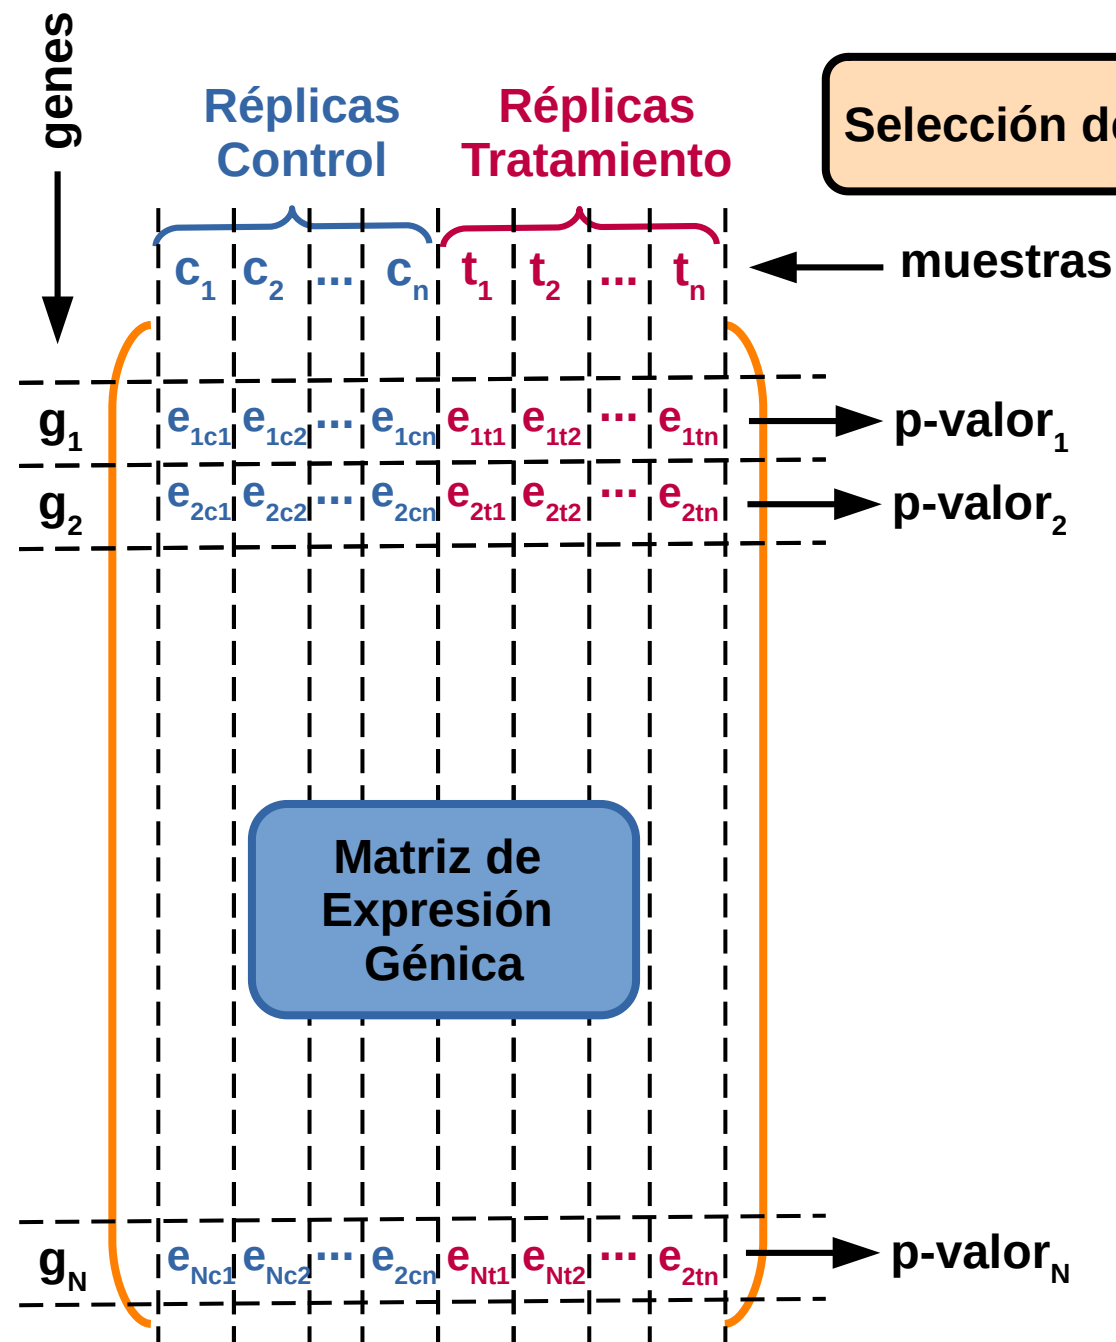 genes
Réplicas
Control
Réplicas
Tratamiento
Selección de
c1 c2 ... cn t1 t2 ... tn
muestras
g1 e1c1 e1c2 ... e1cn e1t1 e1t2 ... e1tn p-valor1
g2 e2c1 e2c2 ... e2cn e2t1 e2t2 ... e2tn p-valor2
Matriz de
Expresión
Génica
gN eNc1 eNc2 ... e2cn eNt1 eNt2 ... e2tn p-valorN